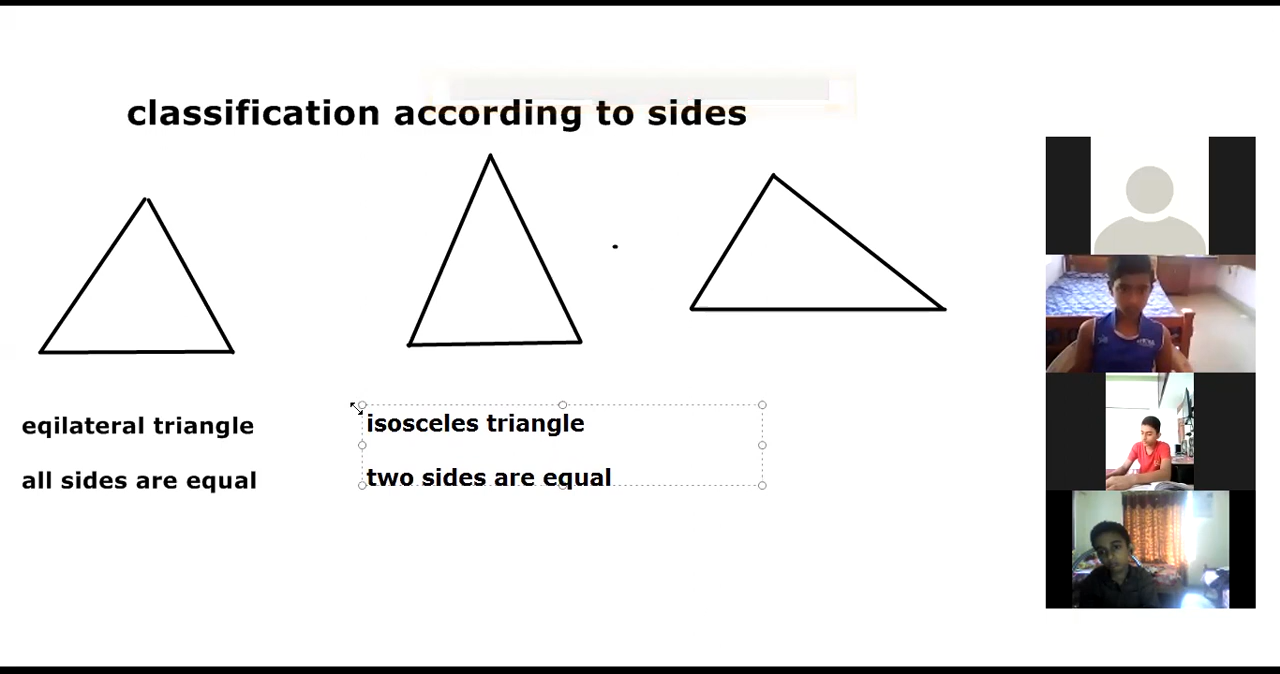 classification according to sides
eqilateral triangle
all sides are equal
isosceles triangle
two sides are equal